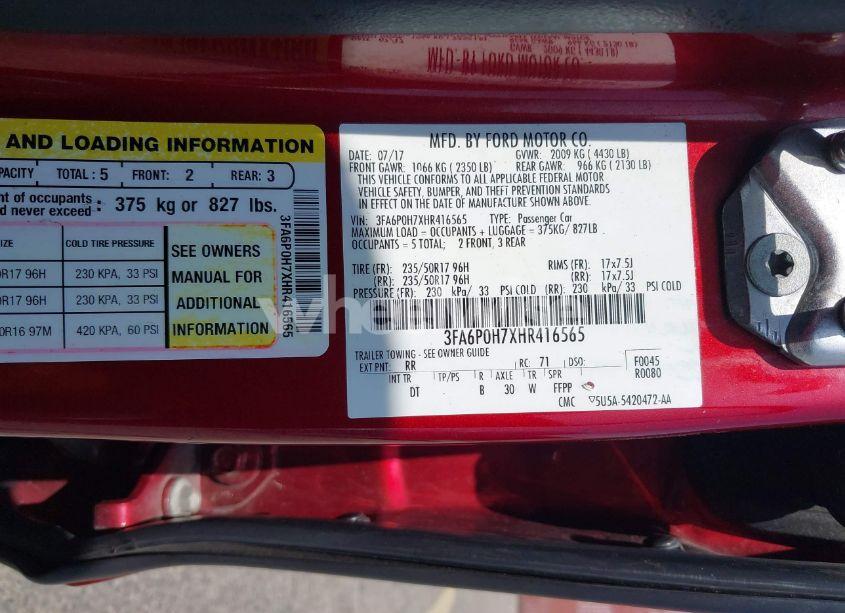 AND LOADING INFORMATION
PACITY TOTAL : 5 FRONT: 2 REAR: 3
nt of occupants
d never exceed : 375 kg or 827 lbs.
IZE COLD TIRE PRESSURE
0R17 96H 230 KPA, 33 PSI
0R17 96H 230 KPA, 33 PSI
0R16 97M 420 KPA, 60 PSI
SEE OWNERS
MANUAL FOR
ADDITIONAL
INFORMATION
3FA6P0H7XHR416565
MFD. BY FORD MOTOR CO.
DATE: 07/17 GVWR: 2009 KG ( 4430 LB)
FRONT GAWR: 1066 KG ( 2350 LB) REAR GAWR: 966 KG ( 2130 LB)
THIS VEHICLE CONFORMS TO ALL APPLICABLE FEDERAL MOTOR
VEHICLE SAFETY, BUMPER, AND THEFT PREVENTION STANDARDS
IN EFFECT ON THE DATE OF MANUFACTURE SHOWN ABOVE.
VIN: 3FA6P0H7XHR416565 TYPE: Passenger Car
MAXIMUM LOAD = OCCUPANTS + LUGGAGE = 375KG/ 827LB
OCCUPANTS = 5 TOTAL; 2 FRONT, 3 REAR
TIRE (FR): 235/50R17 96H RIMS (FR): 17x7.5J
(RR): 235/50R17 96H (RR): 17x7.5J
PRESSURE (FR): 230 kPa/ 33 PSI COLD (RR): 230 kPa/ 33 PSI COLD
3FA6P0H7XHR416565
TRAILER TOWING - SEE OWNER GUIDE
EXT PNT: RR RC: 71 DSO: F0045
R0080
INT TR TP/PS R AXLE TR SPR
DT B 30 W FFPP
CMC ▽5U5A-5420472-AA
MFD. BY FORD MOTOR CO.